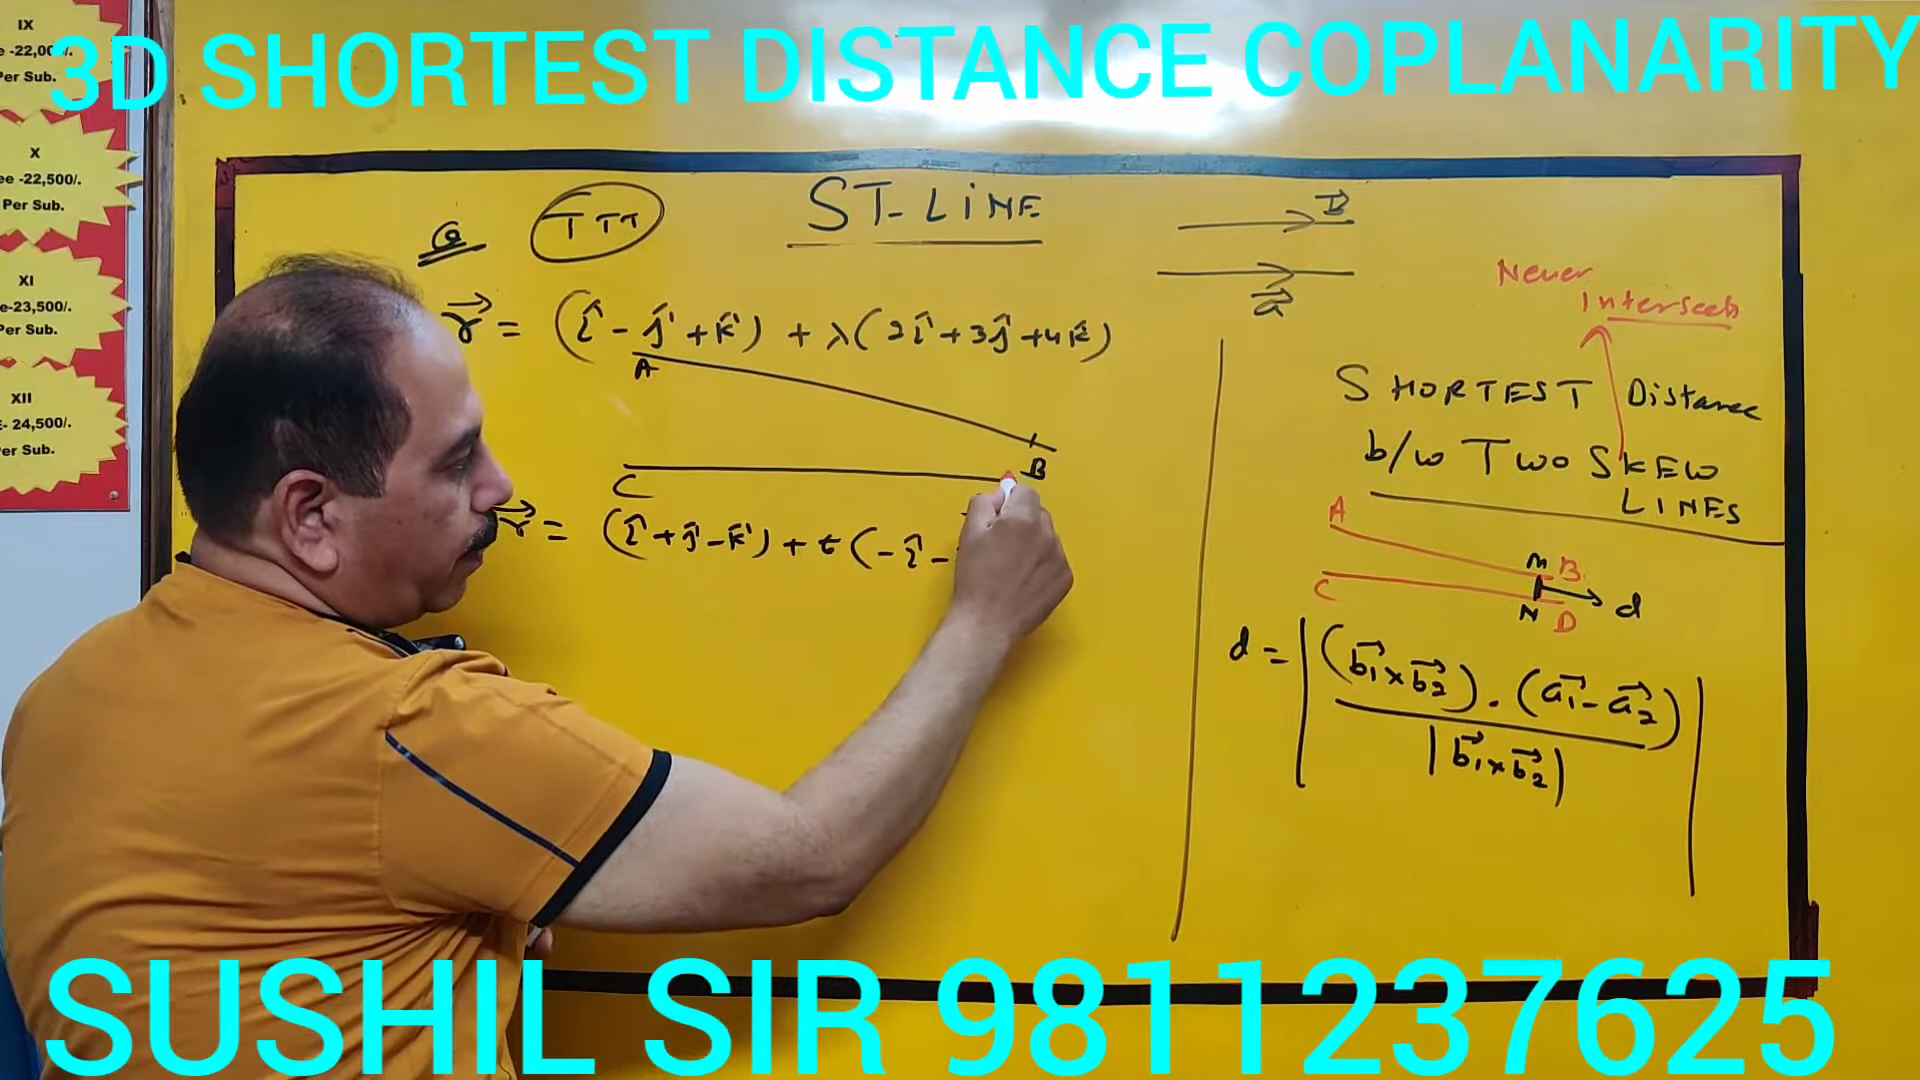 3D SHORTEST DISTANCE COPLANARITY
IX
-22,00 /.
Per Sub.
X
ee -22,500/.
Per Sub.
XI
e-23,500/.
Per Sub.
XII
- 24,500/.
er Sub.
Q TTT
ST-LINE
r⃗ = (î - ĵ + k̂) + λ(2î + 3ĵ + 4k̂)
A
B
C
r⃗ = (î + ĵ - k̂) + t(-î -
b⃗
a⃗
Never
Intersects
SHORTEST Distance
b/w Two SKEW
LINES
A
M B
C
N D
d
d = | (b₁⃗ × b₂⃗) . (a₁⃗ - a₂⃗) |
|b₁⃗ × b₂⃗|
SUSHIL SIR 9811237625